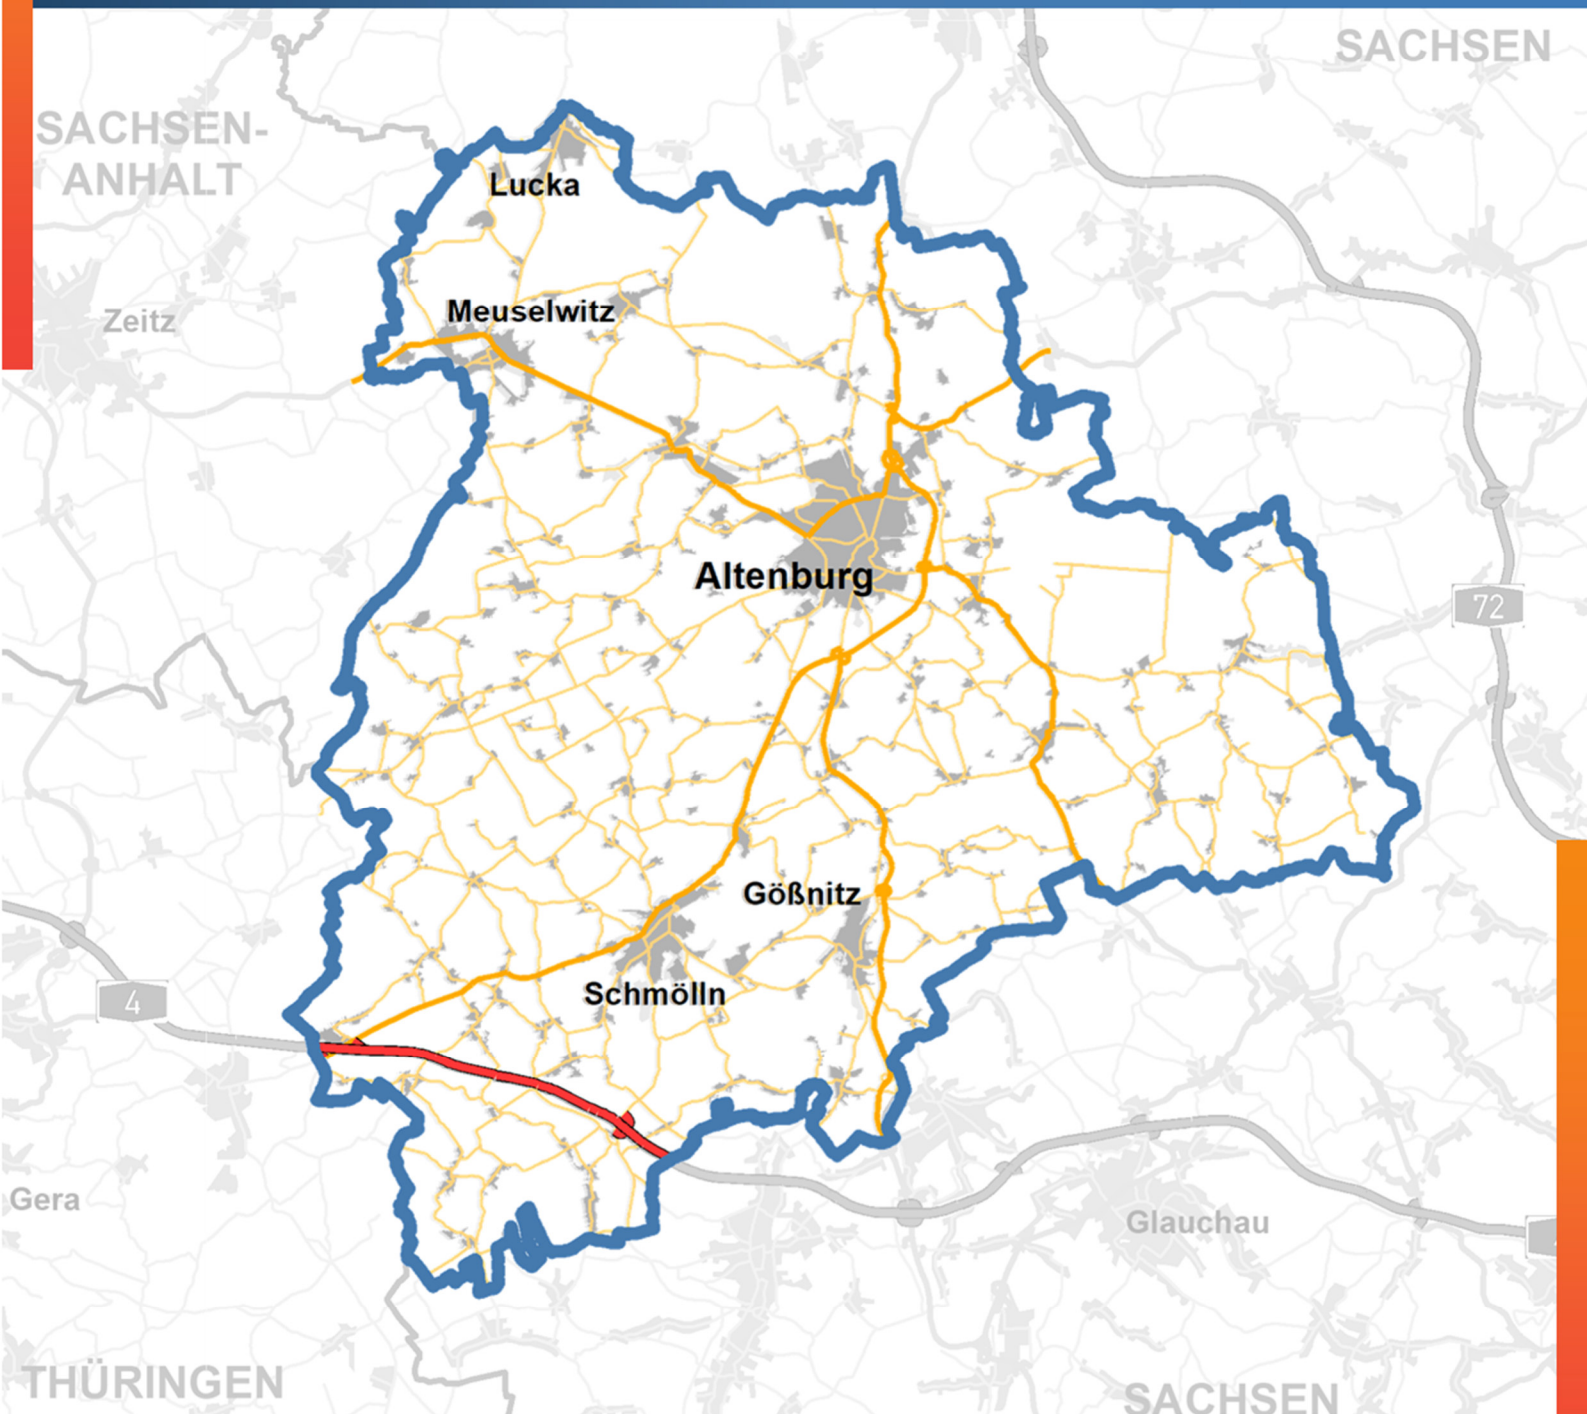 SACHSEN
SACHSEN-
ANHALT
Lucka
Meuselwitz
Zeitz
Altenburg
72
Gößnitz
Schmölln
4
Gera
Glauchau
THÜRINGEN
SACHSEN